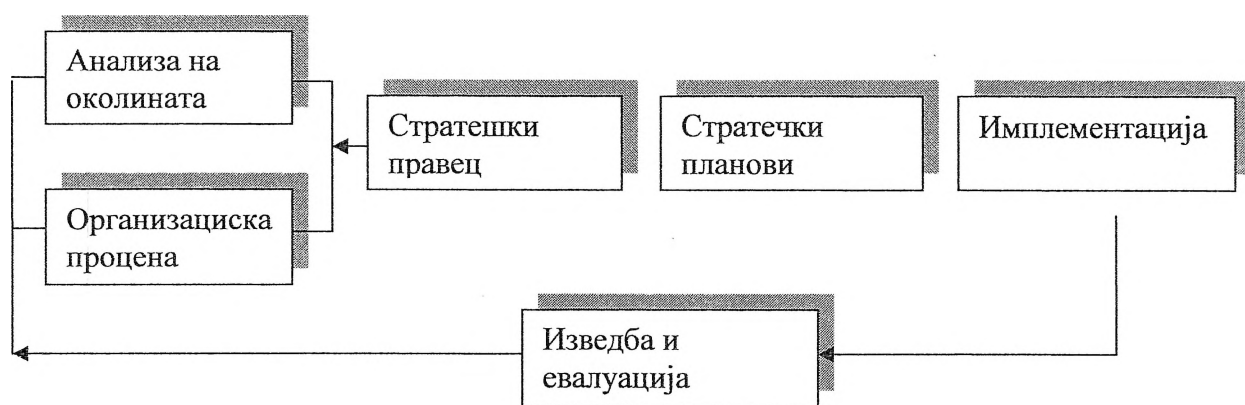 Анализа на
околината
Организациска
процена
Стратешки
правец
Стратечки
планови
Имплементација
Изведба и
евалуација